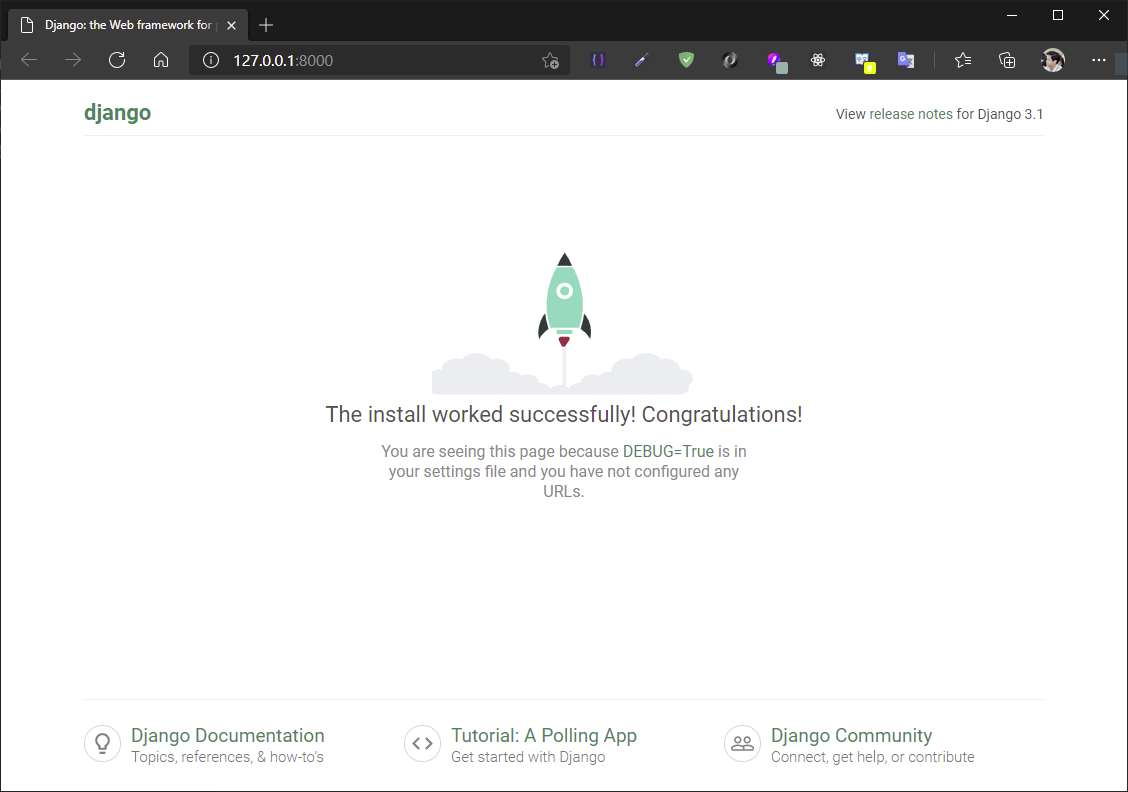 Django: the Web framework for
127.0.0.1:8000
django
View release notes for Django 3.1
The install worked successfully! Congratulations!
You are seeing this page because DEBUG=True is in
your settings file and you have not configured any
URLs.
Django Documentation
Topics, references, & how-to's
Tutorial: A Polling App
Get started with Django
Django Community
Connect, get help, or contribute